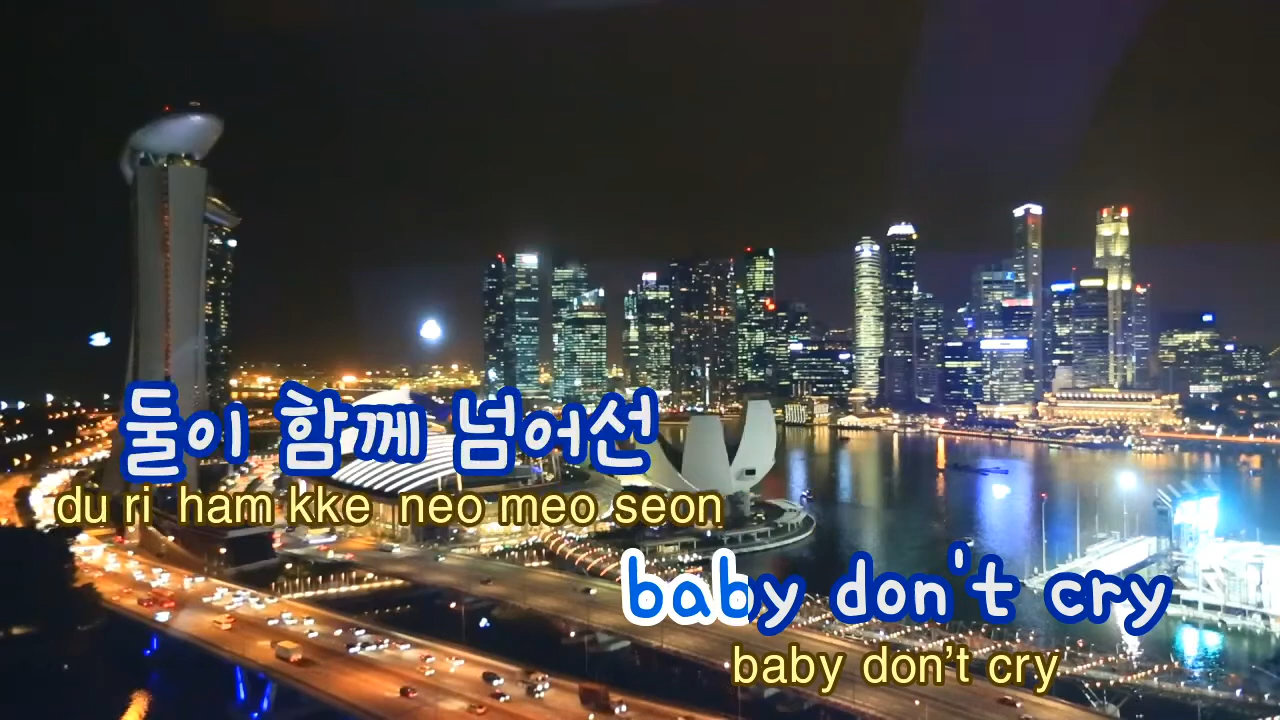 둘이 함께 넘어선
du ri ham kke neo meo seon
baby don't cry
baby don’t cry